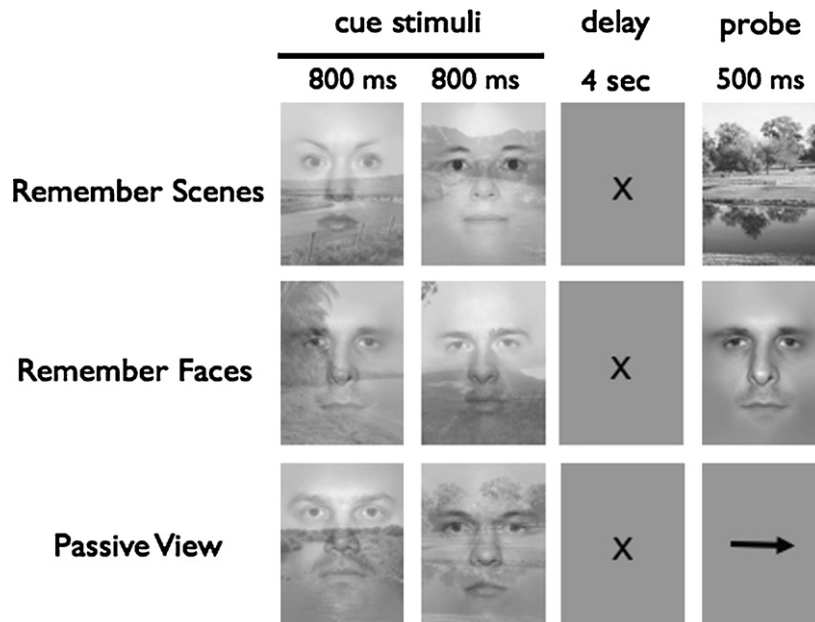 cue stimuli delay probe
800 ms 800 ms 4 sec 500 ms
Remember Scenes X
Remember Faces X
Passive View X